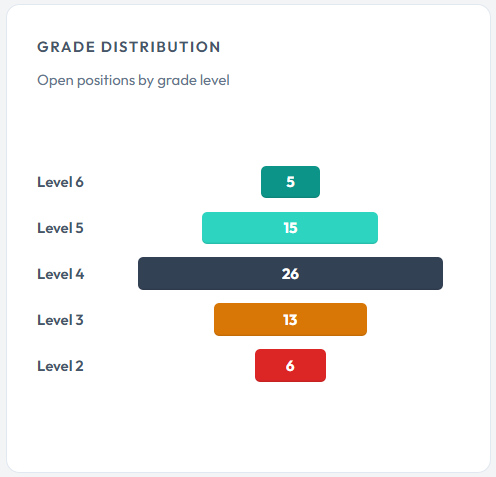 GRADE DISTRIBUTION
Open positions by grade level
Level 6 5
Level 5 15
Level 4 26
Level 3 13
Level 2 6